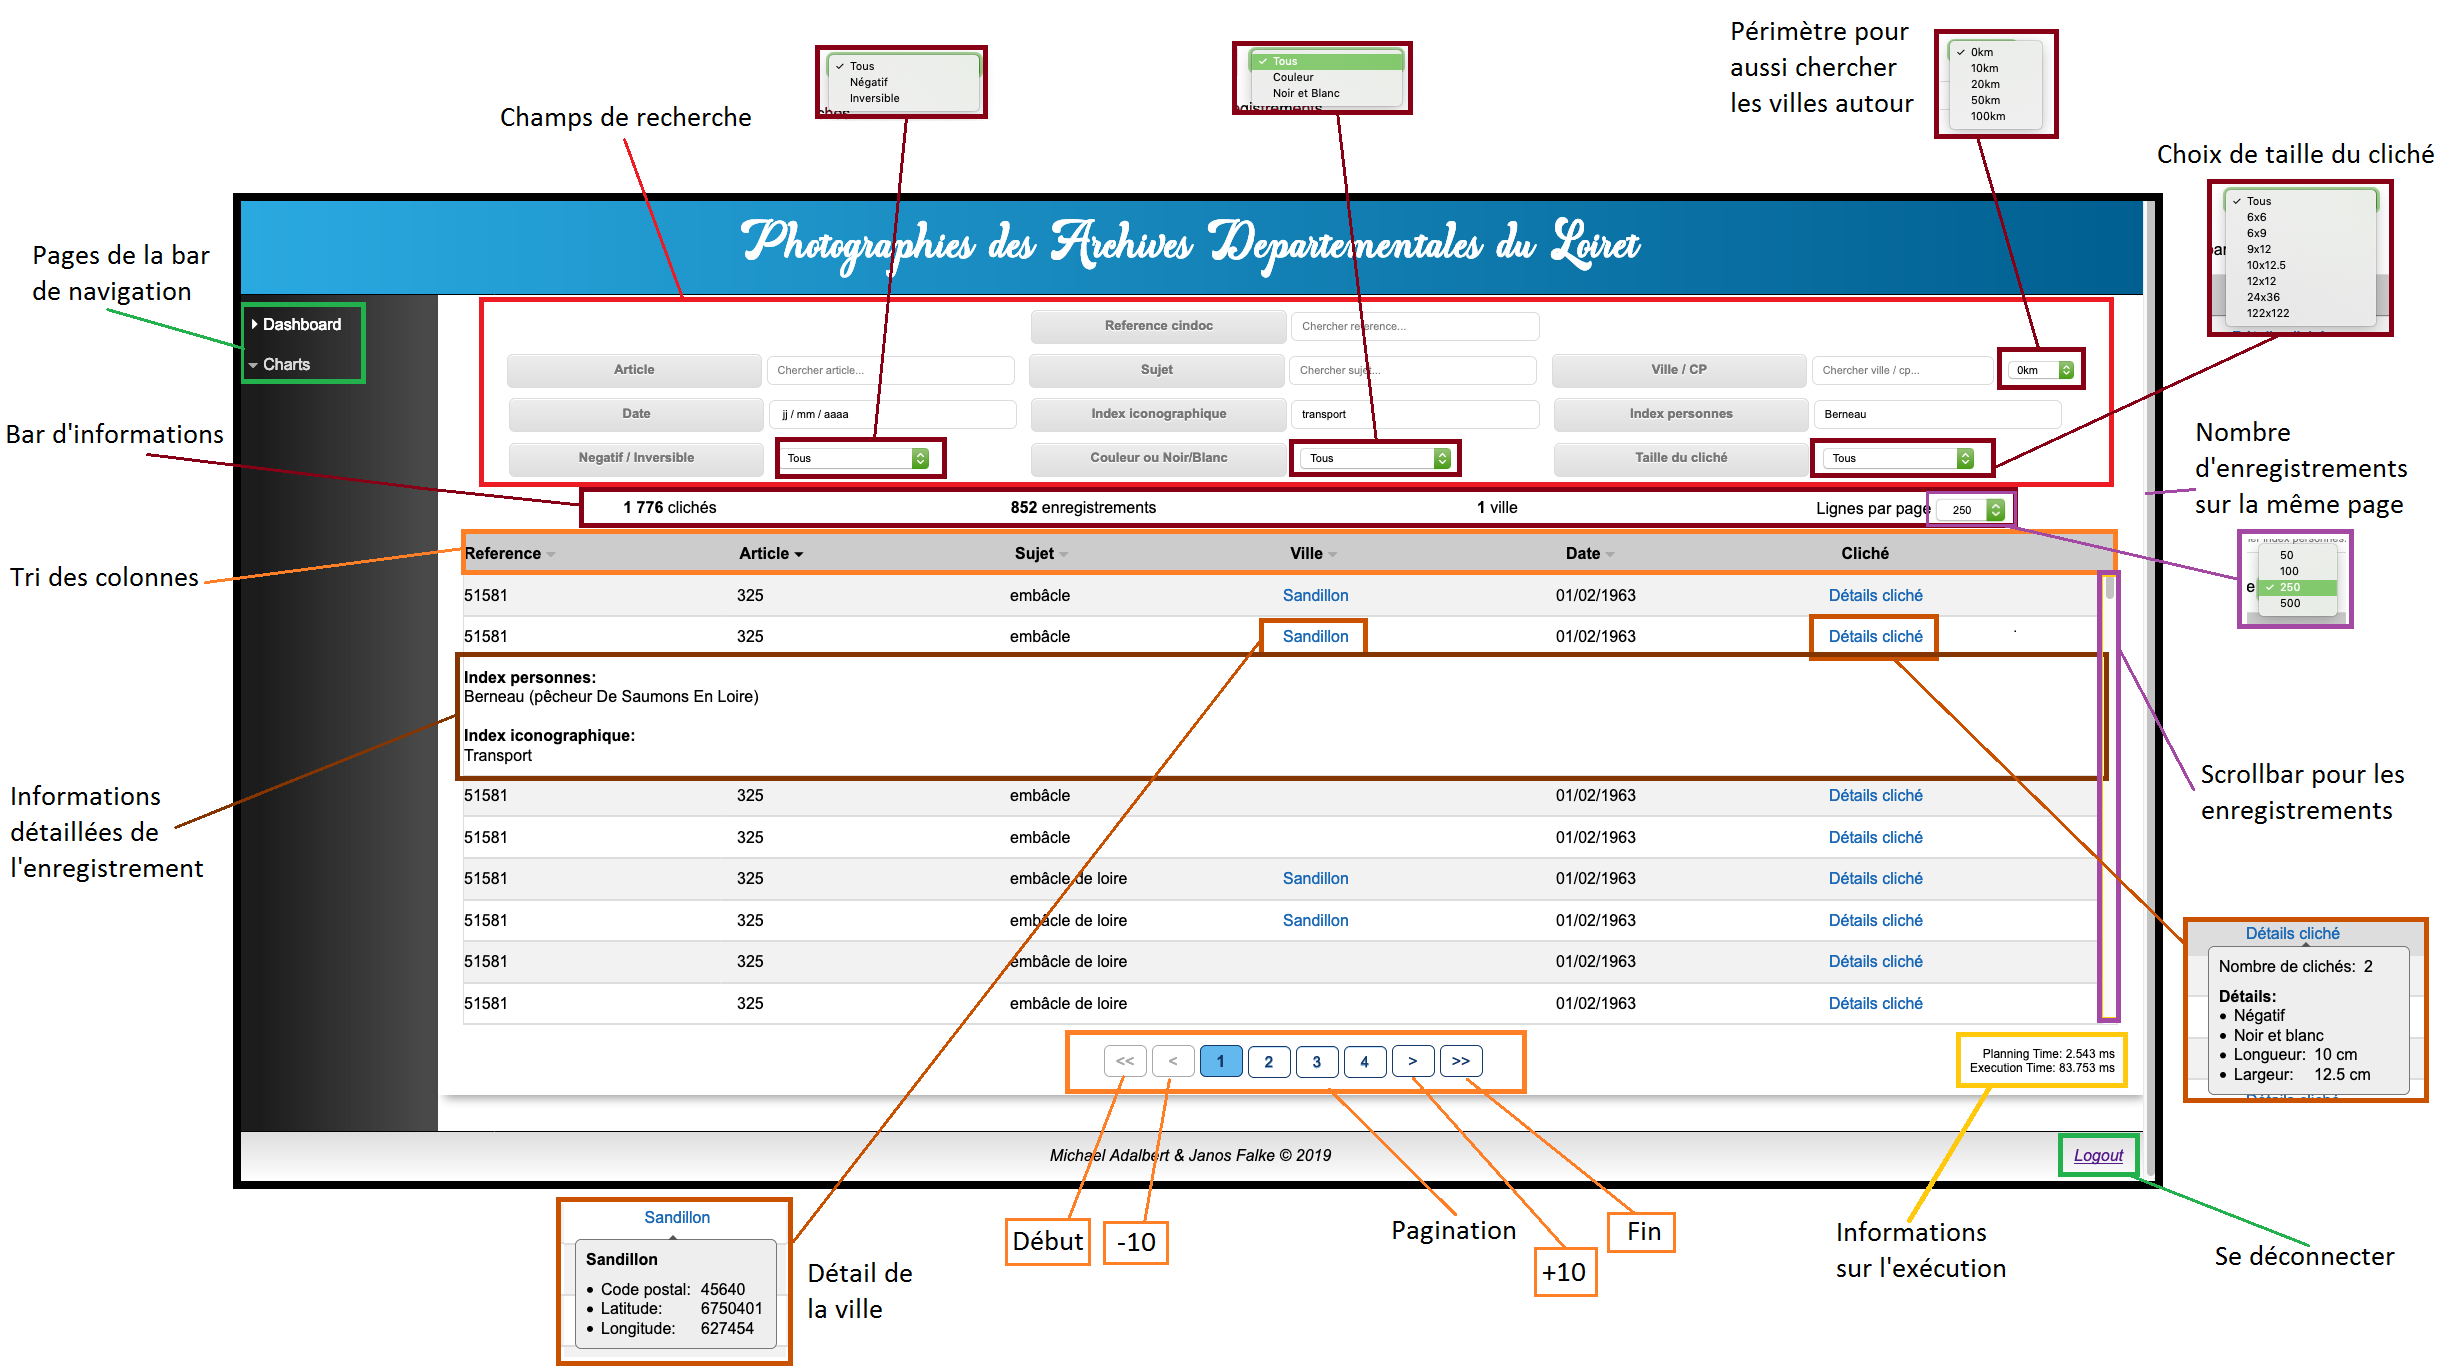 Périmètre pour
aussi chercher
les villes autour
✓ 0km
10km
20km
50km
100km
✓ Tous
Négatif
Inversible
✓ Tous
Couleur
Noir et Blanc
Champs de recherche
Choix de taille du cliché
✓ Tous
6x6
6x9
9x12
10x12.5
12x12
24x36
122x122
Photographies des Archives Departementales du Loiret
Pages de la bar
de navigation
Dashboard
Charts
Reference cindoc Chercher reference...
Article Chercher article... Sujet Chercher sujet... Ville / CP Chercher ville / cp... 0km
Date jj / mm / aaaa Index iconographique transport Index personnes Berneau
Negatif / Inversible Tous Couleur ou Noir/Blanc Tous Taille du cliché Tous
Bar d'informations
Nombre
d'enregistrements
sur la même page
50
100
✓ 250
500
1 776 clichés 852 enregistrements 1 ville Lignes par page 250
Tri des colonnes
Reference Article Sujet Ville Date Cliché
51581 325 embâcle Sandillon 01/02/1963 Détails cliché
51581 325 embâcle Sandillon 01/02/1963 Détails cliché
Index personnes:
Berneau (pêcheur De Saumons En Loire)
Index iconographique:
Transport
Informations
détaillées de
l'enregistrement
Scrollbar pour les
enregistrements
51581 325 embâcle 01/02/1963 Détails cliché
51581 325 embâcle 01/02/1963 Détails cliché
51581 325 embâcle de loire Sandillon 01/02/1963 Détails cliché
51581 325 embâcle de loire Sandillon 01/02/1963 Détails cliché
51581 325 embâcle de loire 01/02/1963 Détails cliché
51581 325 embâcle de loire 01/02/1963 Détails cliché
Détails cliché
Nombre de clichés: 2
Détails:
• Négatif
• Noir et blanc
• Longueur: 10 cm
• Largeur: 12.5 cm
<< < 1 2 3 4 > >>
Planning Time: 2.543 ms
Execution Time: 83.753 ms
Michael Adalbert & Janos Falke © 2019
Logout
Sandillon
Sandillon
• Code postal: 45640
• Latitude: 6750401
• Longitude: 627454
Détail de
la ville
Début
-10
Pagination
+10
Fin
Informations
sur l'exécution
Se déconnecter